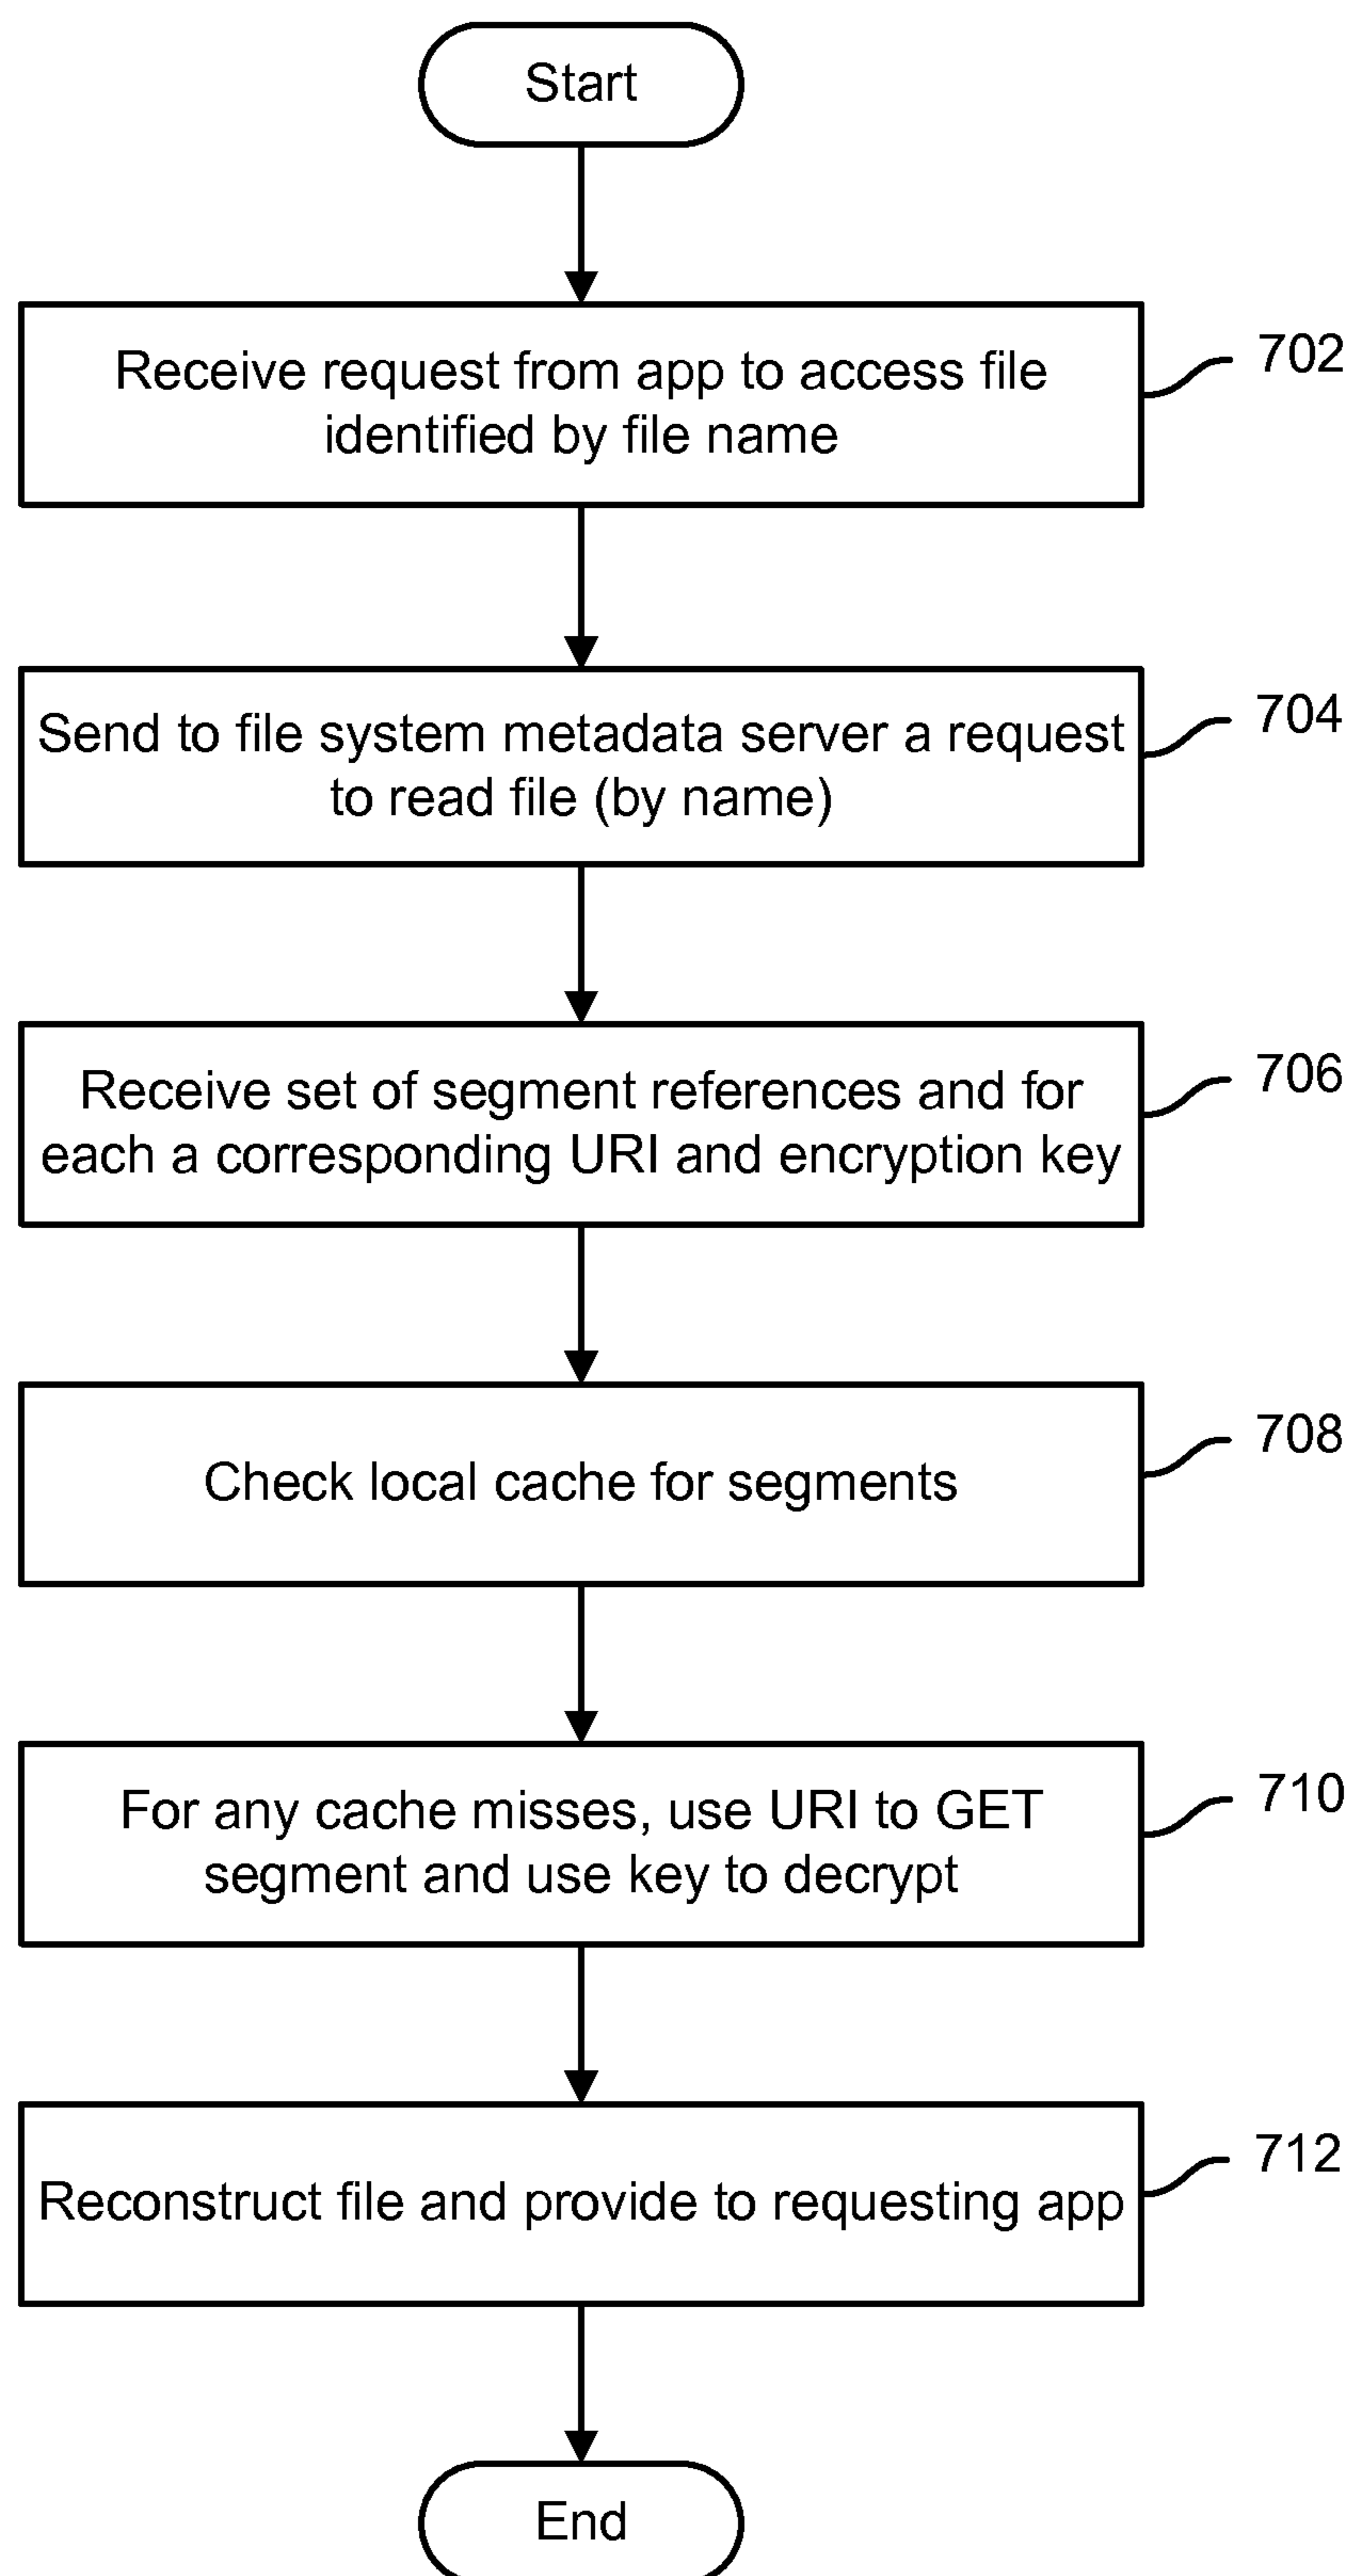 Start
Receive request from app to access file
identified by file name
702
Send to file system metadata server a request
to read file (by name)
704
Receive set of segment references and for
each a corresponding URI and encryption key
706
Check local cache for segments
708
For any cache misses, use URI to GET
segment and use key to decrypt
710
Reconstruct file and provide to requesting app
712
End